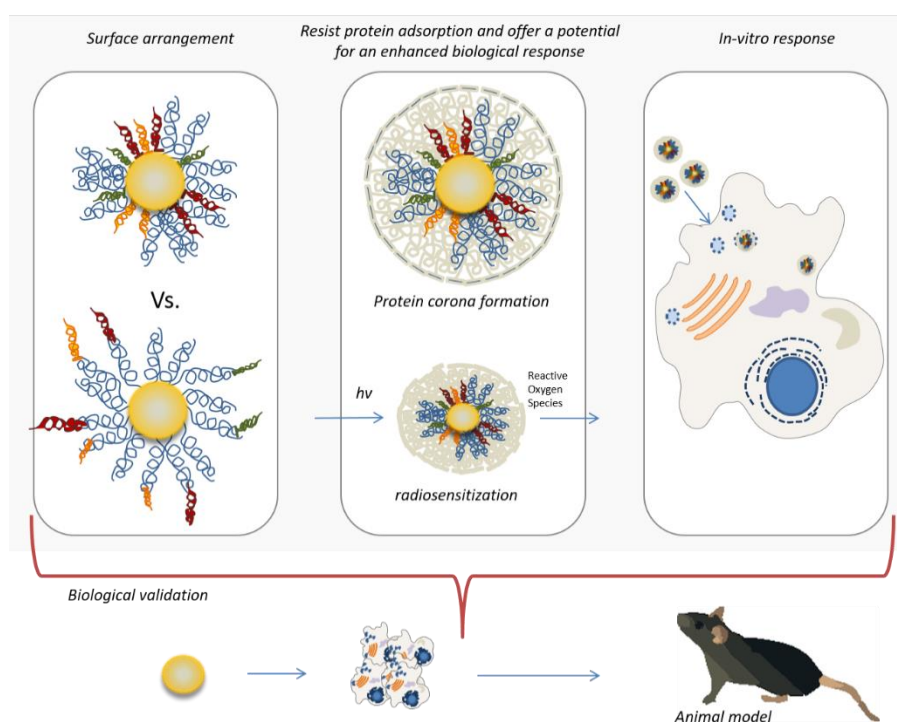 Surface arrangement
Resist protein adsorption and offer a potential
for an enhanced biological response
In-vitro response
Vs.
Protein corona formation
hv
Reactive
Oxygen
Species
radiosensitization
Biological validation
Animal model